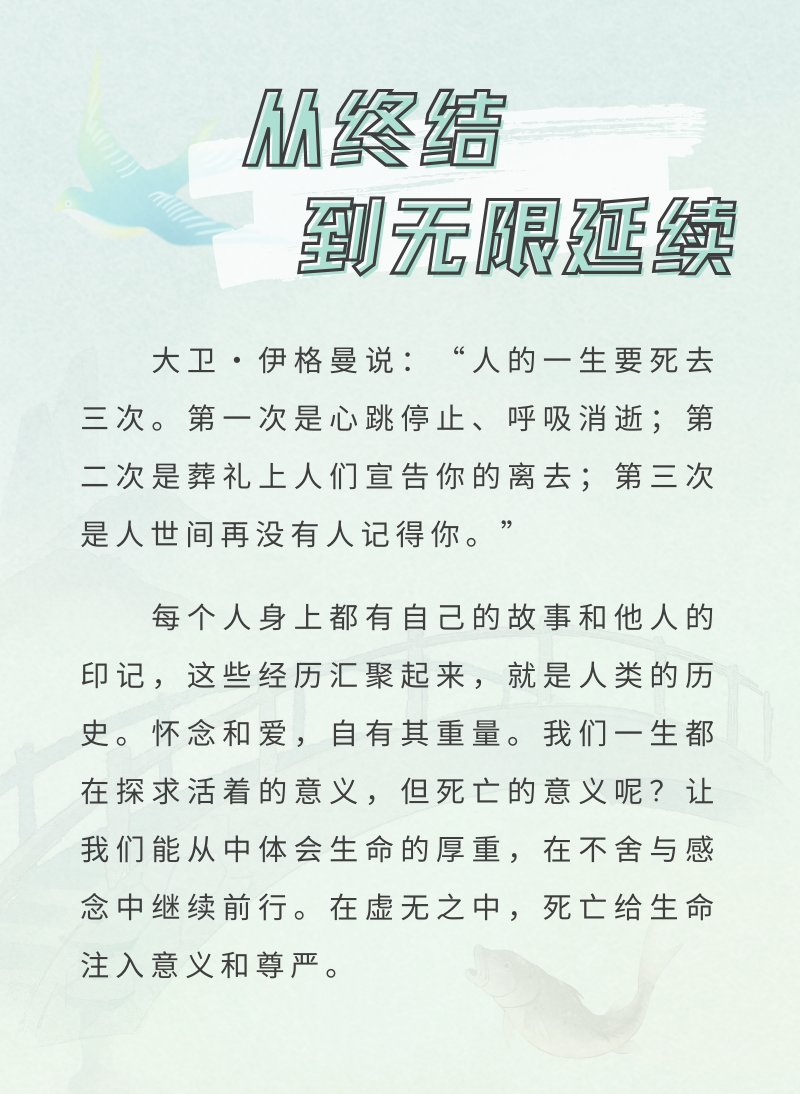 从终结
到无限延续
大卫·伊格曼说：“人的一生要死去
三次。第一次是心跳停止、呼吸消逝；第
二次是葬礼上人们宣告你的离去；第三次
是人世间再没有人记得你。”
每个人身上都有自己的故事和他人的
印记，这些经历汇聚起来，就是人类的历
史。怀念和爱，自有其重量。我们一生都
在探求活着的意义，但死亡的意义呢？让
我们能从中体会生命的厚重，在不舍与感
念中继续前行。在虚无之中，死亡给生命
注入意义和尊严。